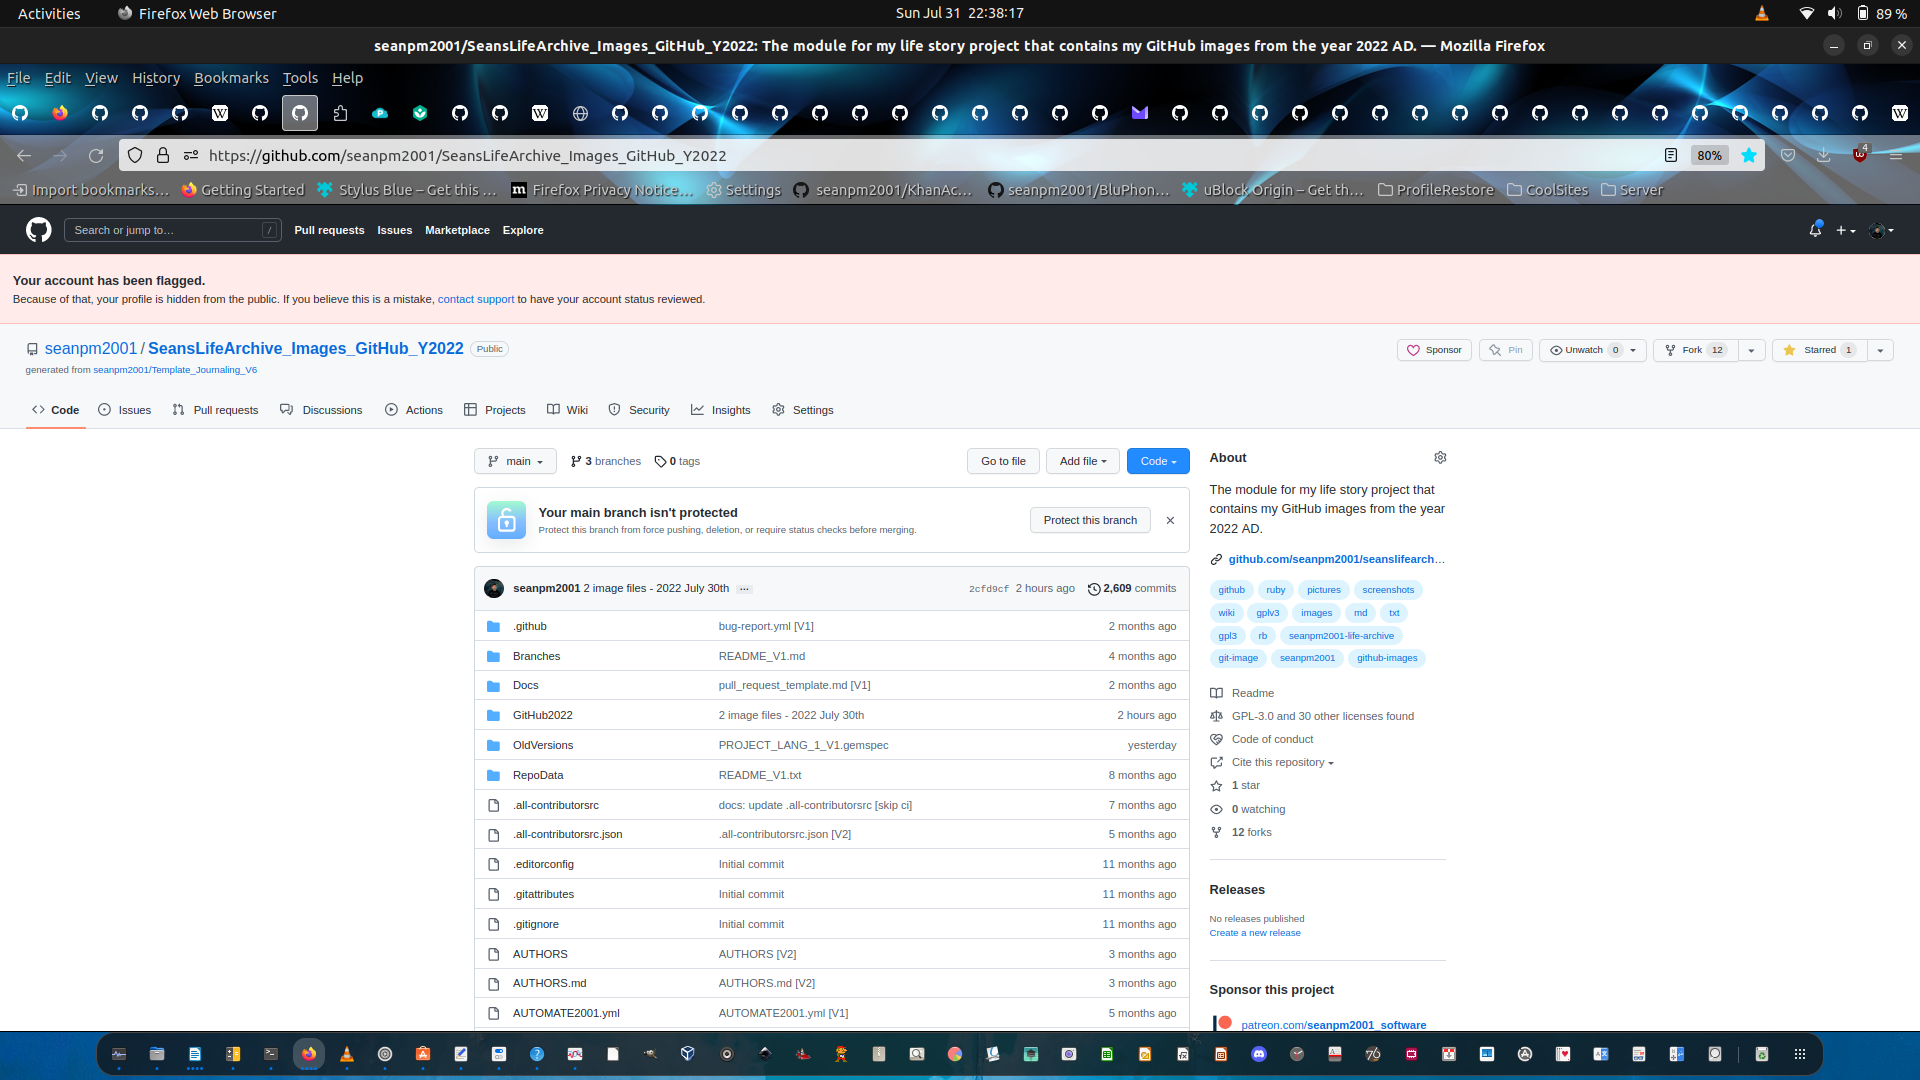 Activities
Firefox Web Browser
Sun Jul 31 22:38:17
89 %
seanpm2001/SeansLifeArchive_Images_GitHub_Y2022: The module for my life story project that contains my GitHub images from the year 2022 AD. — Mozilla Firefox
File Edit View History Bookmarks Tools Help
https://github.com/seanpm2001/SeansLifeArchive_Images_GitHub_Y2022
80%
4
Import bookmarks… Getting Started Stylus Blue – Get this … Firefox Privacy Notice… Settings seanpm2001/KhanAc… seanpm2001/BluPhon… uBlock Origin – Get th… ProfileRestore CoolSites Server
Search or jump to… / Pull requests Issues Marketplace Explore
Your account has been flagged.
Because of that, your profile is hidden from the public. If you believe this is a mistake, contact support to have your account status reviewed.
seanpm2001 / SeansLifeArchive_Images_GitHub_Y2022 Public
Sponsor Pin Unwatch 0 Fork 12 Starred 1
generated from seanpm2001/Template_Journaling_V6
Code Issues Pull requests Discussions Actions Projects Wiki Security Insights Settings
main 3 branches 0 tags Go to file Add file Code
Your main branch isn't protected
Protect this branch from force pushing, deletion, or require status checks before merging.
Protect this branch
seanpm2001 2 image files - 2022 July 30th … 2cfd9cf 2 hours ago 2,609 commits
.github bug-report.yml [V1] 2 months ago
Branches README_V1.md 4 months ago
Docs pull_request_template.md [V1] 2 months ago
GitHub2022 2 image files - 2022 July 30th 2 hours ago
OldVersions PROJECT_LANG_1_V1.gemspec yesterday
RepoData README_V1.txt 8 months ago
.all-contributorsrc docs: update .all-contributorsrc [skip ci] 7 months ago
.all-contributorsrc.json .all-contributorsrc.json [V2] 5 months ago
.editorconfig Initial commit 11 months ago
.gitattributes Initial commit 11 months ago
.gitignore Initial commit 11 months ago
AUTHORS AUTHORS [V2] 3 months ago
AUTHORS.md AUTHORS.md [V2] 3 months ago
AUTOMATE2001.yml AUTOMATE2001.yml [V1] 5 months ago
About
The module for my life story project that
contains my GitHub images from the year
2022 AD.
github.com/seanpm2001/seanslifearch…
github ruby pictures screenshots
wiki gplv3 images md txt
gpl3 rb seanpm2001-life-archive
git-image seanpm2001 github-images
Readme
GPL-3.0 and 30 other licenses found
Code of conduct
Cite this repository
1 star
0 watching
12 forks
Releases
No releases published
Create a new release
Sponsor this project
patreon.com/seanpm2001_software